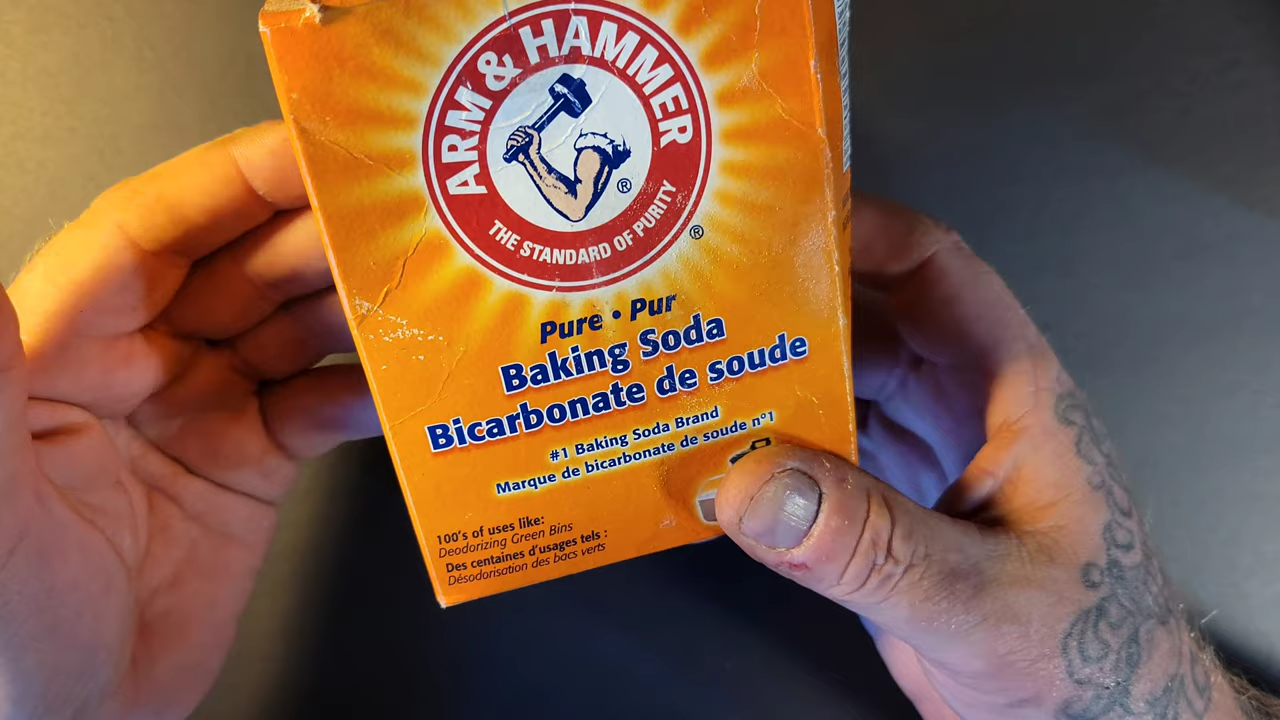 ARM & HAMMER
®
THE STANDARD OF PURITY
®
Pure • Pur
Baking Soda
Bicarbonate de soude
#1 Baking Soda Brand
Marque de bicarbonate de soude n°1
100's of uses like:
Deodorizing Green Bins
Des centaines d'usages tels :
Désodorisation des bacs verts